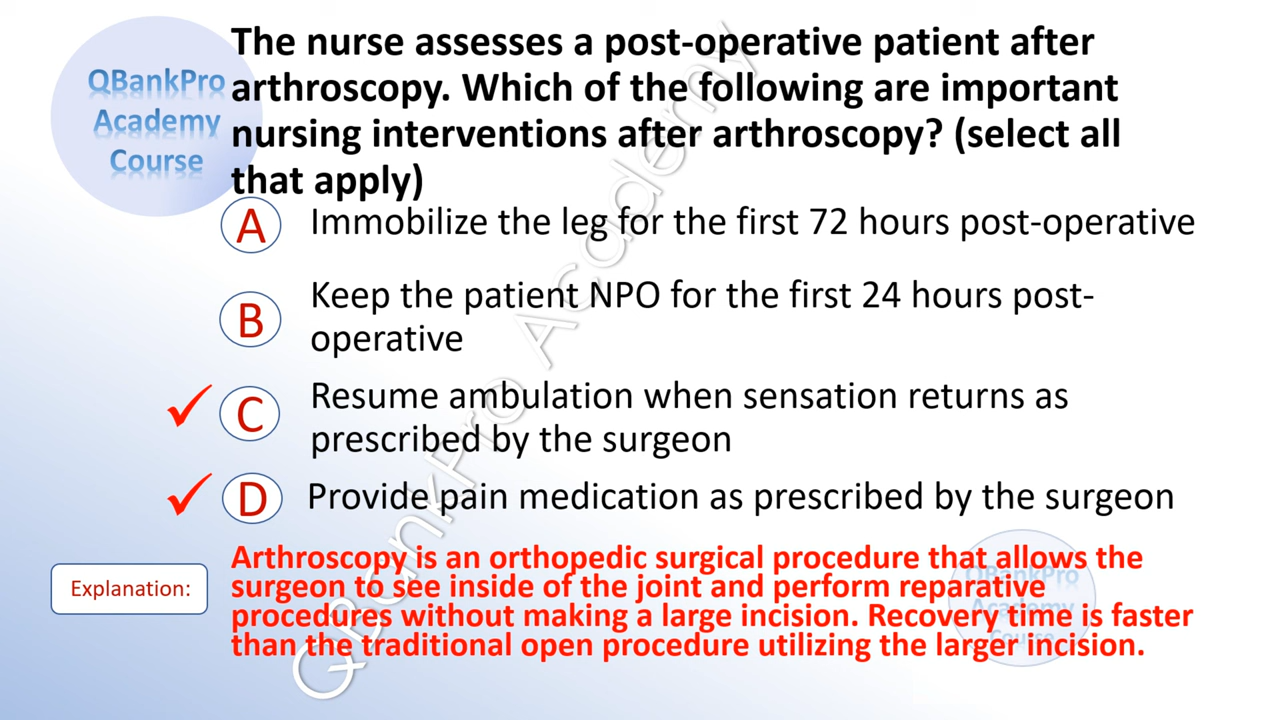 QBankPro
Academy
Course
The nurse assesses a post-operative patient after
arthroscopy. Which of the following are important
nursing interventions after arthroscopy? (select all
that apply)
A Immobilize the leg for the first 72 hours post-operative
B Keep the patient NPO for the first 24 hours post-
operative
C Resume ambulation when sensation returns as
prescribed by the surgeon
D Provide pain medication as prescribed by the surgeon
Explanation:
Arthroscopy is an orthopedic surgical procedure that allows the
surgeon to see inside of the joint and perform reparative
procedures without making a large incision. Recovery time is faster
than the traditional open procedure utilizing the larger incision.
QBankPro
Academy
Course
QBankPro Academy